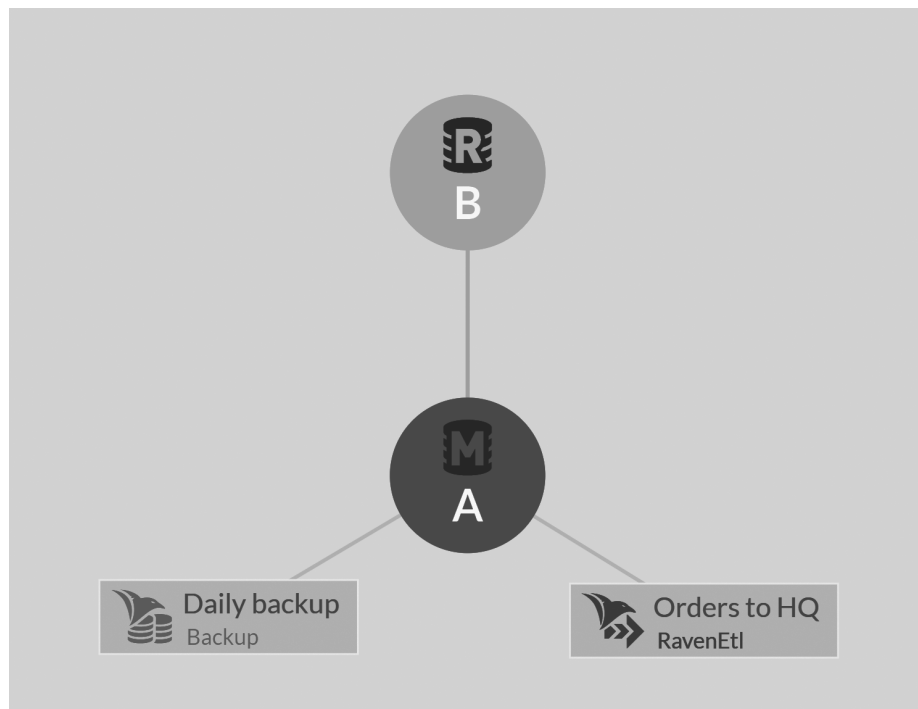 R
B
M
A
Daily backup
Backup
Orders to HQ
RavenEtl